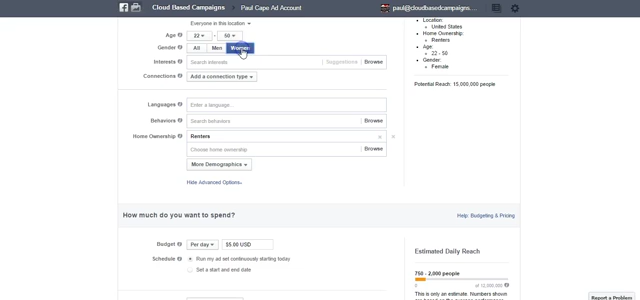 Cloud Based Campaigns Paul Cape Ad Account paul@cloudbasedcampaigns....
Everyone in this location
Location:
United States
Home Ownership:
Renters
Age:
22 - 50
Gender:
Female
Potential Reach: 15,000,000 people
Age 22 - 50
Gender All Men Women
Interests Search interests Suggestions Browse
Connections Add a connection type
Languages Enter a language...
Behaviors Search behaviors Browse
Home Ownership Renters
Choose home ownership Browse
More Demographics
Hide Advanced Options
How much do you want to spend? Help: Budgeting & Pricing
Budget Per day $5.00 USD
Schedule Run my ad set continuously starting today
Set a start and end date
Estimated Daily Reach
750 - 2,000 people
0 of 12,000,000
This is only an estimate. Numbers shown
Report a Problem